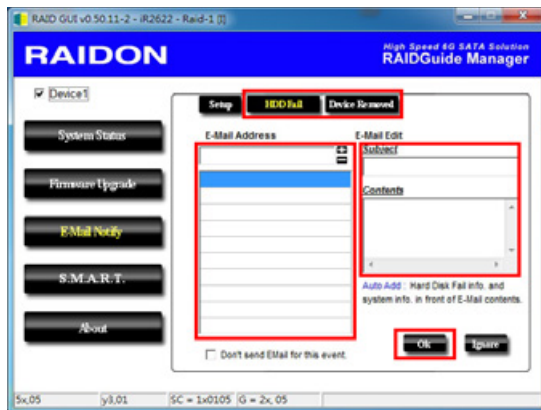 RAID GUI v0.50.11-2 - iR2622 - Raid-1 []
RAIDON
High Speed 6G SATA Solution
RAIDGuide Manager
Device1
System Status
Firmware Upgrade
E-Mail Notify
S.M.A.R.T.
About
Setup
HDD Fail
Device Removed
E-Mail Address
E-Mail Edit
Subject
Contents
Auto Add : Hard Disk Fail info. and
system info. in front of E-Mail contents.
Don't send EMail for this event.
Ok
Ignore
5x,05
y3,01
SC = 1x0105
G = 2x, 05